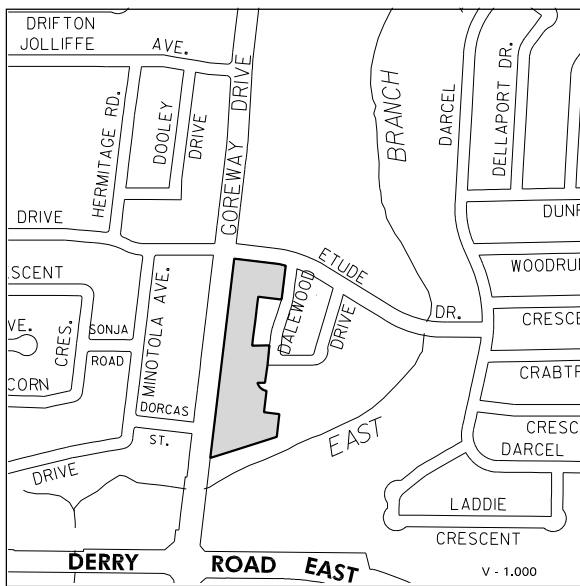 DRIFTON
JOLLIFFE AVE.
HERMITAGE RD.
DOOLEY
DRIVE
GOREWAY DRIVE
BRANCH
DARCEL
DELLAPORT DR.
DRIVE
DUNR
SCENT
MINOTOLA AVE.
ETUDE
DR.
WOODRU
VE.
CRES.
SONJA
ROAD
DALEWOOD
DRIVE
CRESCE
CORN
CRABTR
DORCAS
ST.
EAST
CRESC
DARCEL
DRIVE
LADDIE
CRESCENT
DERRY ROAD EAST
V - 1.000